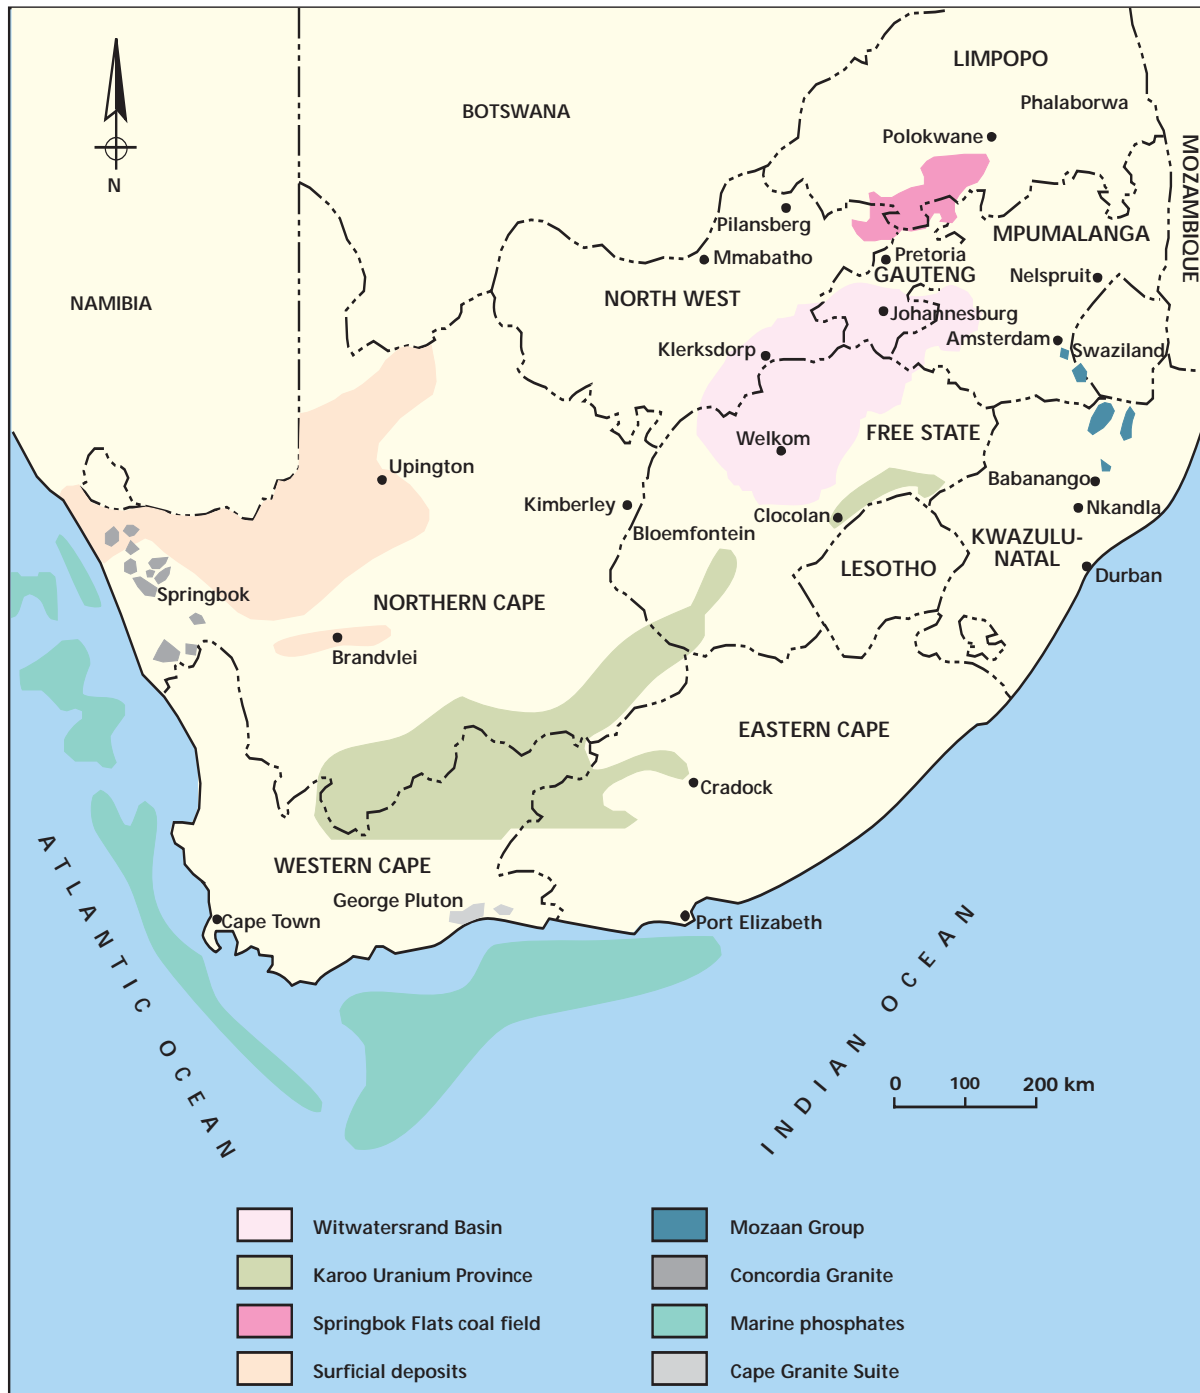 LIMPOPO
Phalaborwa
BOTSWANA
Polokwane
MOZAMBIQUE
N
Pilansberg
MPUMALANGA
Mmabatho
Pretoria
GAUTENG
Nelspruit
NAMIBIA
NORTH WEST
Johannesburg
Amsterdam
Swaziland
Klerksdorp
Welkom
FREE STATE
Upington
Babanango
Kimberley
Clocolan
Nkandla
Bloemfontein
KWAZULU-
NATAL
LESOTHO
Durban
Springbok
NORTHERN CAPE
Brandvlei
EASTERN CAPE
Cradock
WESTERN CAPE
George Pluton
Cape Town
Port Elizabeth
ATLANTIC OCEAN
INDIAN OCEAN
0 100 200 km
Witwatersrand Basin
Karoo Uranium Province
Springbok Flats coal field
Surficial deposits
Mozaan Group
Concordia Granite
Marine phosphates
Cape Granite Suite